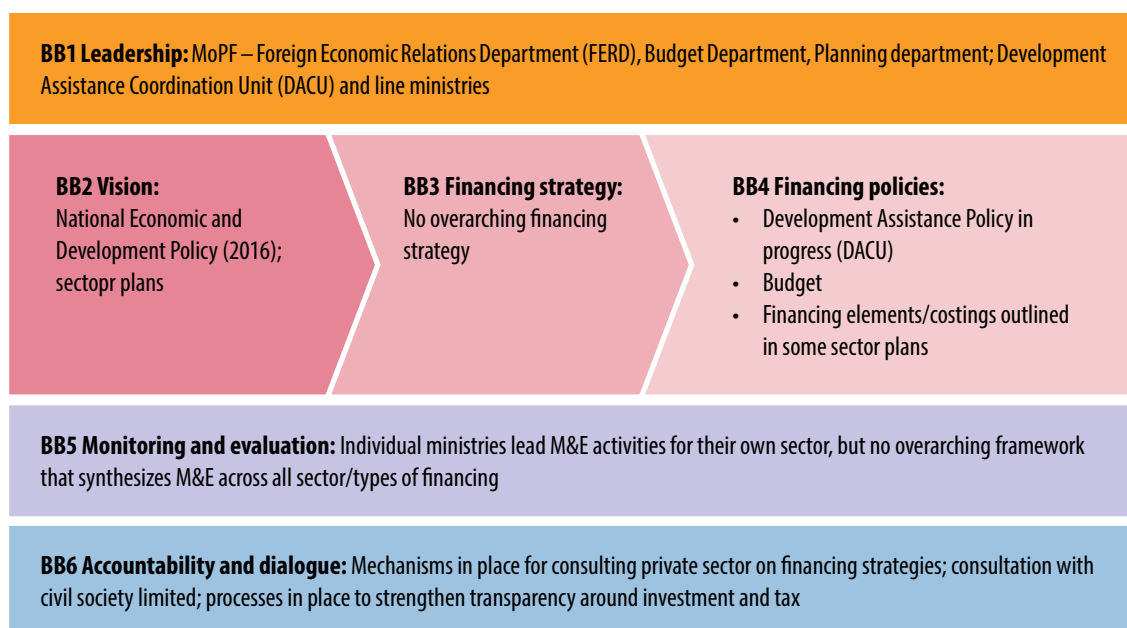 BB1 Leadership: MoPF – Foreign Economic Relations Department (FERD), Budget Department, Planning department; Development
Assistance Coordination Unit (DACU) and line ministries
BB2 Vision:
National Economic and
Development Policy (2016);
sectopr plans
BB3 Financing strategy:
No overarching financing
strategy
BB4 Financing policies:
• Development Assistance Policy in
progress (DACU)
• Budget
• Financing elements/costings outlined
in some sector plans
BB5 Monitoring and evaluation: Individual ministries lead M&E activities for their own sector, but no overarching framework
that synthesizes M&E across all sector/types of financing
BB6 Accountability and dialogue: Mechanisms in place for consulting private sector on financing strategies; consultation with
civil society limited; processes in place to strengthen transparency around investment and tax